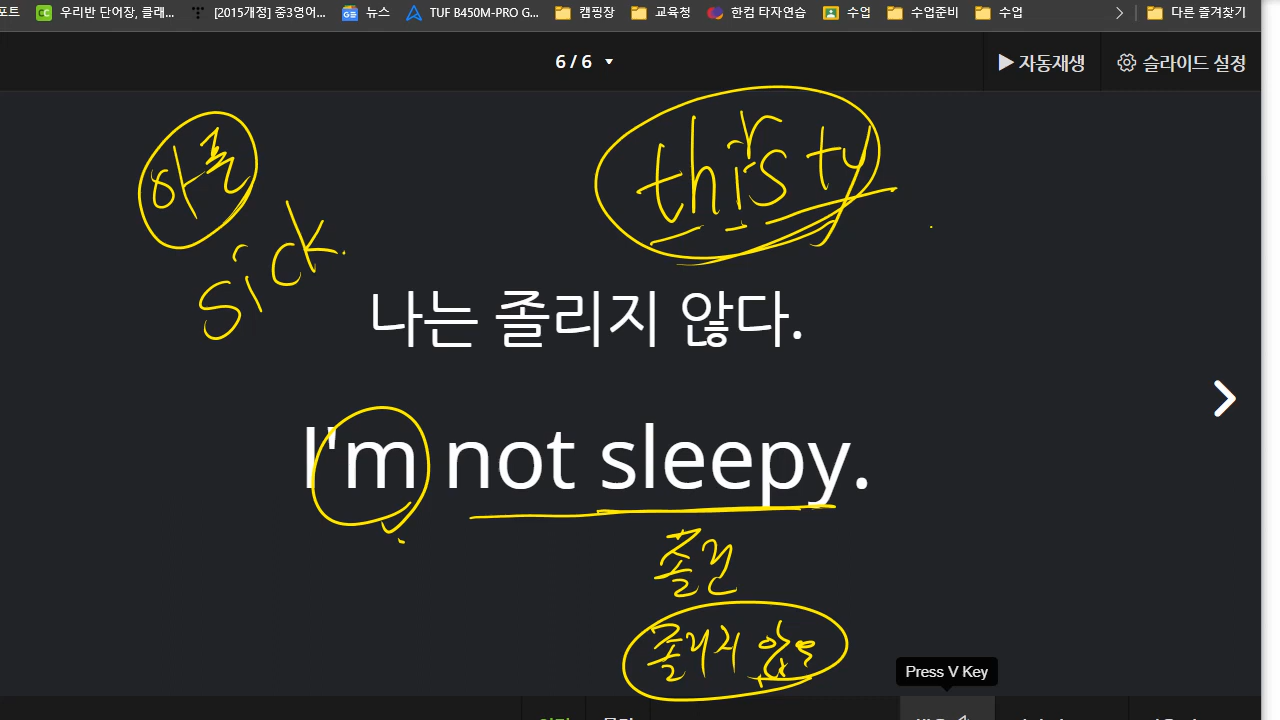 포트 우리반 단어장, 클래... [2015개정] 중3영어... 뉴스 TUF B450M-PRO G... 캠핑장 교육청 한컴 타자연습 수업 수업준비 수업 다른 즐겨찾기
6 / 6 자동재생 슬라이드 설정
아픈
thirsty
sick.
나는 졸리지 않다.
I'm not sleepy.
졸린
졸리지 않은
Press V Key